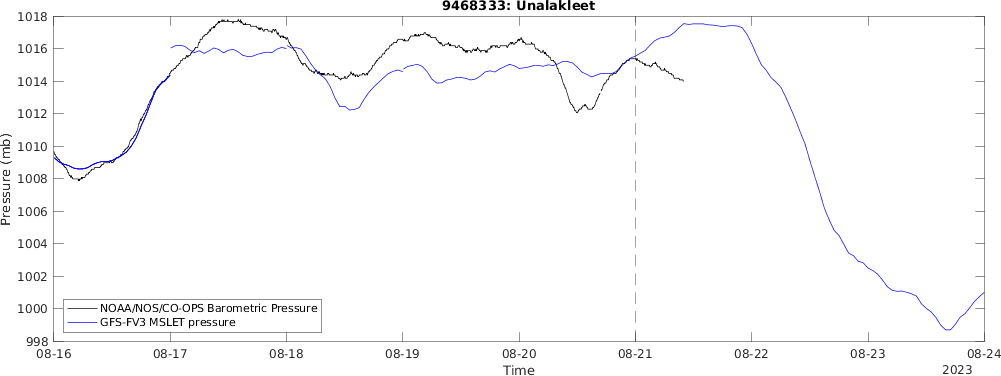 9468333: Unalakleet
Pressure (mb)
1018
1016
1014
1012
1010
1008
1006
1004
1002
1000
998
NOAA/NOS/CO-OPS Barometric Pressure
GFS-FV3 MSLET pressure
08-16 08-17 08-18 08-19 08-20 08-21 08-22 08-23 08-24
Time
2023